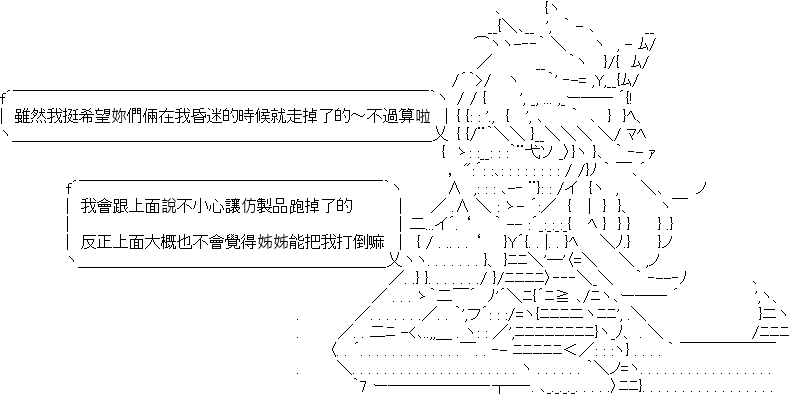 雖然我挺希望妳們倆在我昏迷的時候就走掉了的～不過算啦
我會跟上面說不小心讓仿製品跑掉了的
反正上面大概也不會覺得姊姊能把我打倒嘛